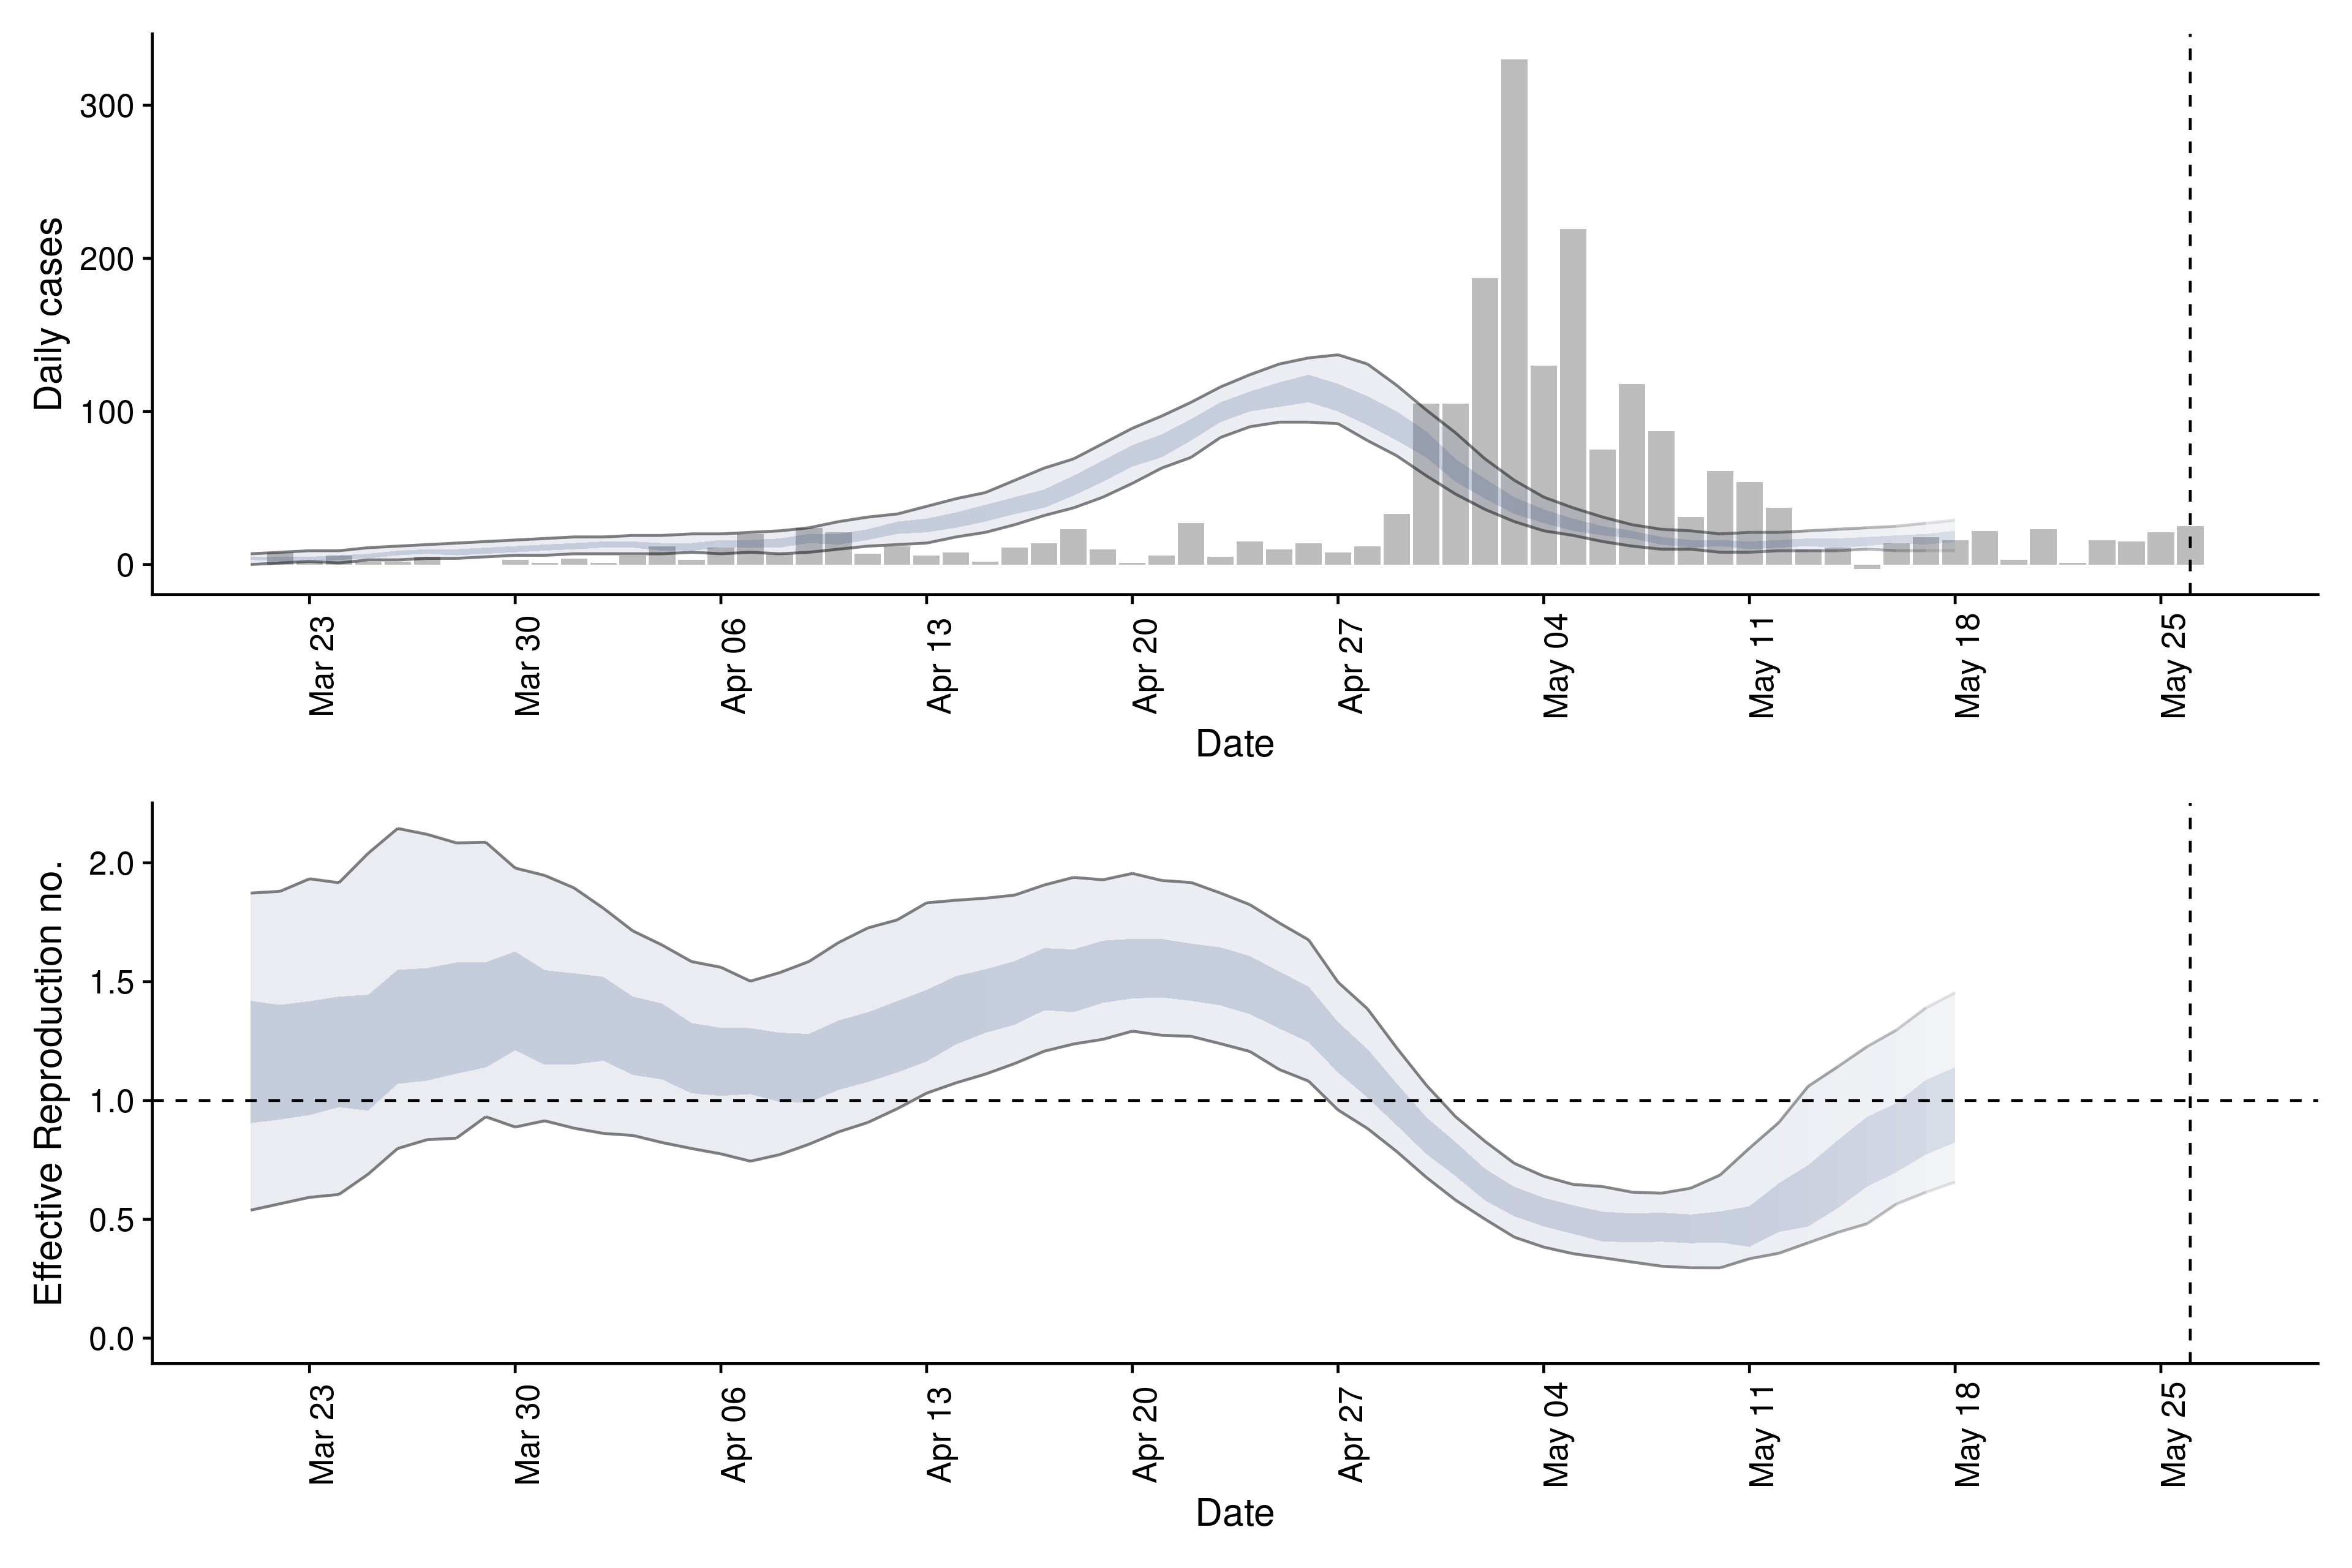 Daily cases
300
200
100
0
Mar 23
Mar 30
Apr 06
Apr 13
Apr 20
Apr 27
May 04
May 11
May 18
May 25
Date
Effective Reproduction no.
2.0
1.5
1.0
0.5
0.0
Mar 23
Mar 30
Apr 06
Apr 13
Apr 20
Apr 27
May 04
May 11
May 18
May 25
Date